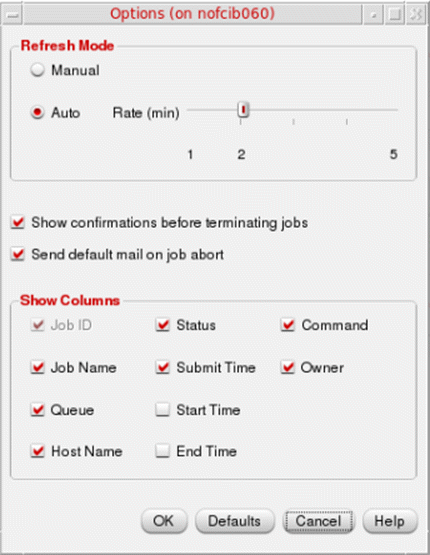 Options (on nofcib060)
Refresh Mode
Manual
Auto Rate (min)
1 2 5
Show confirmations before terminating jobs
Send default mail on job abort
Show Columns
Job ID Status Command
Job Name Submit Time Owner
Queue Start Time
Host Name End Time
OK Defaults Cancel Help